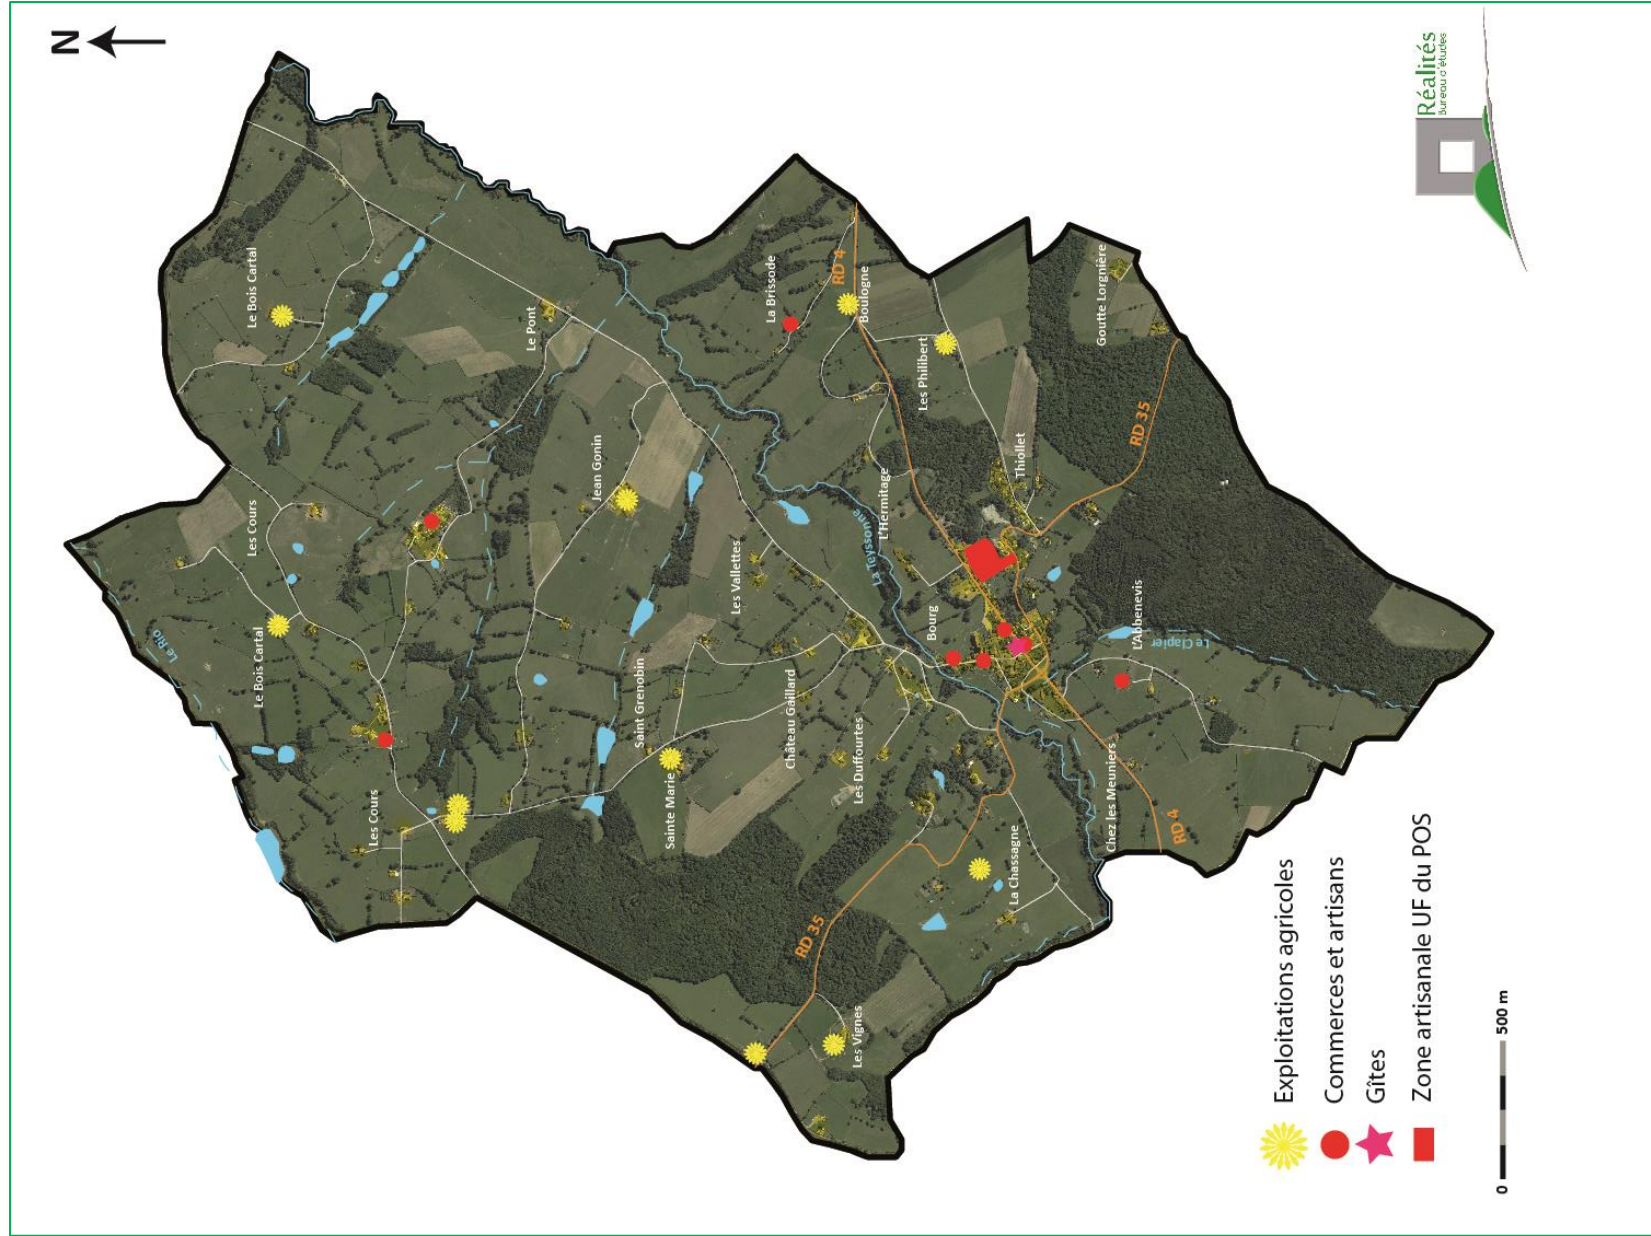 N
Réalités
Bureau d'études
Le Bois Cartal
Le Pont
La Brissode
RD 4
Boulogne
Goutte Lorgnière
Les Philibert
RD 35
Jean Gonin
Thiollet
L'Hermitage
Les Cours
La Teyssonne
Les Vallettes
Bourg
L'Abbenevis
Le Clapier
Le Rio
Le Bois Cartal
Saint Grenobin
Château Gaillard
Les Duffourtes
Sainte Marie
Les Cours
Chez les Meuniers
RD 4
La Chassagne
RD 35
Les Vignes
Exploitations agricoles
Commerces et artisans
Gîtes
Zone artisanale UF du POS
0 500 m